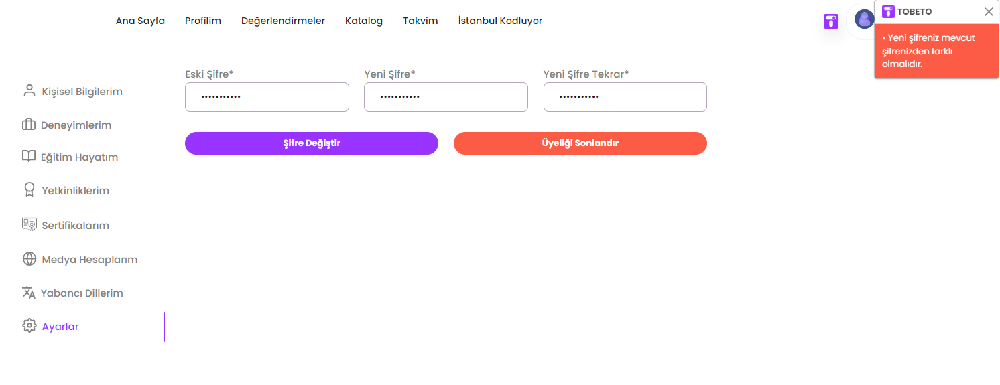 Ana Sayfa Profilim Değerlendirmeler Katalog Takvim İstanbul Kodluyor
TOBETO
• Yeni şifreniz mevcut
şifrenizden farklı
olmalıdır.
Kişisel Bilgilerim
Deneyimlerim
Eğitim Hayatım
Yetkinliklerim
Sertifikalarım
Medya Hesaplarım
Yabancı Dillerim
Ayarlar
Eski Şifre* Yeni Şifre* Yeni Şifre Tekrar*
••••••••••• ••••••••••• •••••••••••
Şifre Değiştir Üyeliği Sonlandır